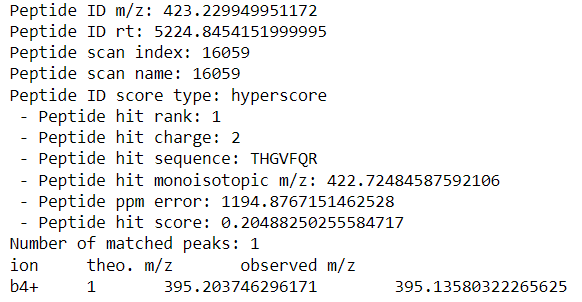 Peptide ID m/z: 423.229949951172
Peptide ID rt: 5224.8454151999995
Peptide scan index: 16059
Peptide scan name: 16059
Peptide ID score type: hyperscore
- Peptide hit rank: 1
- Peptide hit charge: 2
- Peptide hit sequence: THGVFQR
- Peptide hit monoisotopic m/z: 422.72484587592106
- Peptide ppm error: 1194.8767151462528
- Peptide hit score: 0.20488250255584717
Number of matched peaks: 1
ion theo. m/z observed m/z
b4+ 1 395.203746296171 395.13580322265625